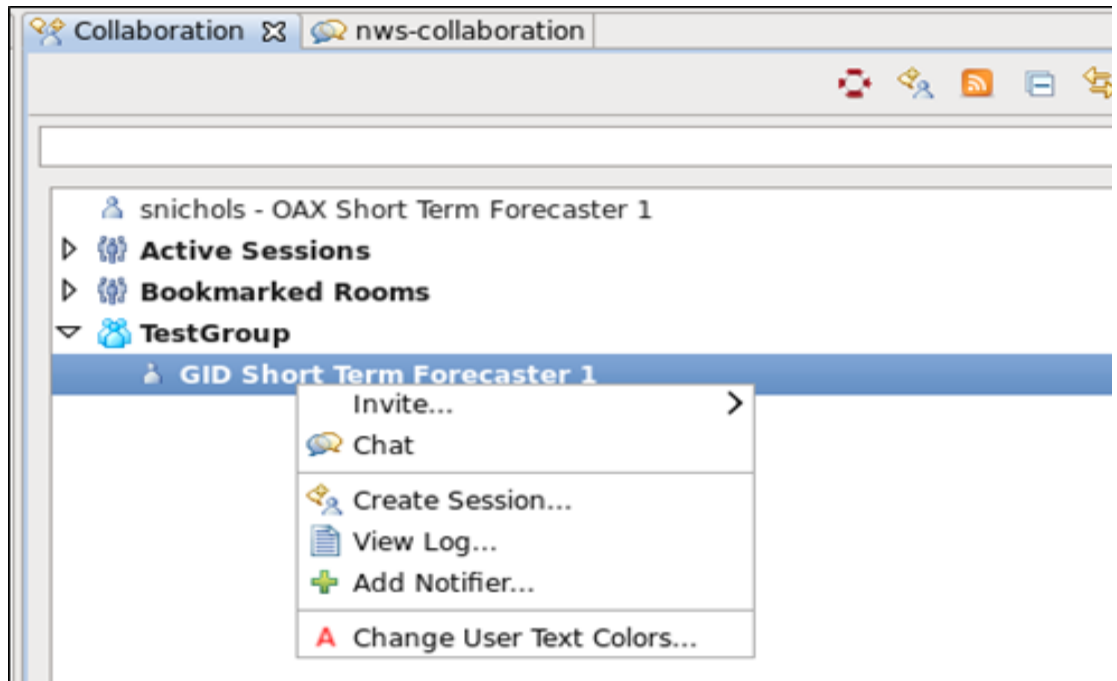 Collaboration nws-collaboration
snichols - OAX Short Term Forecaster 1
Active Sessions
Bookmarked Rooms
TestGroup
GID Short Term Forecaster 1
Invite...
Chat
Create Session...
View Log...
Add Notifier...
A Change User Text Colors...